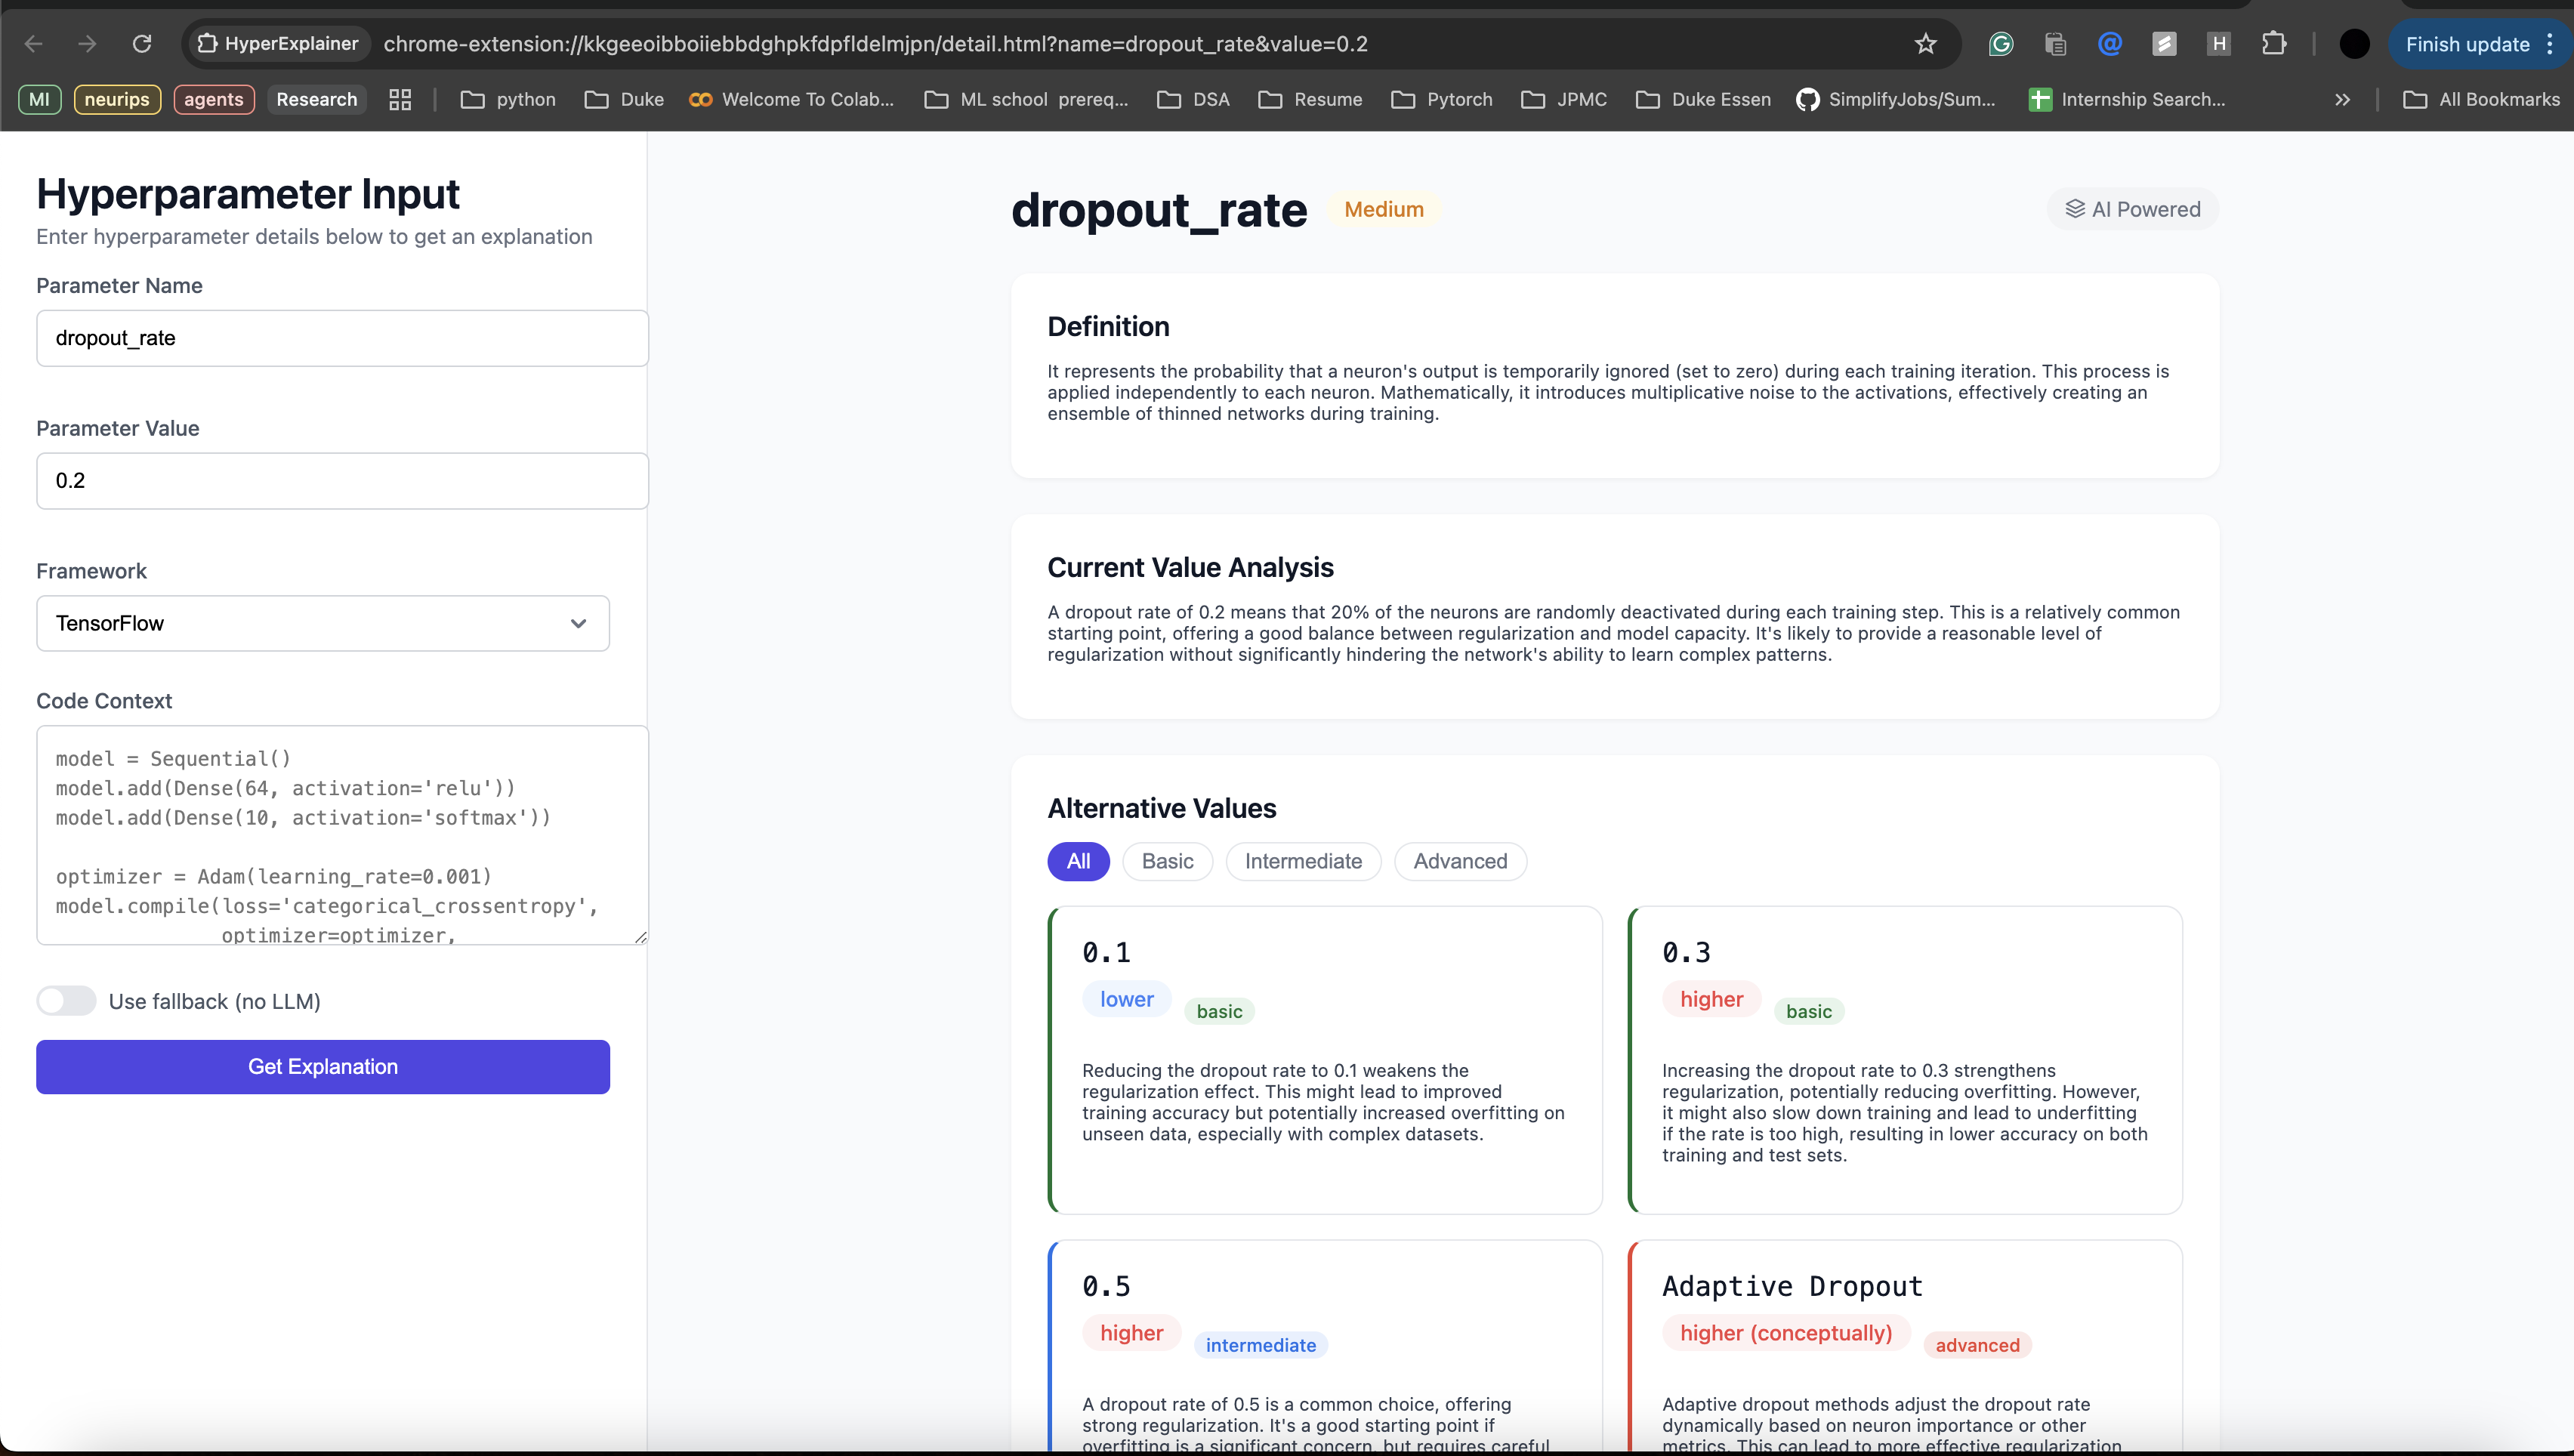 HyperExplainer
chrome-extension://kkgeeoibboiiebbdghpkfdpfldelmjpn/detail.html?name=dropout_rate&value=0.2
Finish update
MI
neurips
agents
Research
python
Duke
Welcome To Colab...
ML school prereq...
DSA
Resume
Pytorch
JPMC
Duke Essen
SimplifyJobs/Sum...
Internship Search...
All Bookmarks
Hyperparameter Input
Enter hyperparameter details below to get an explanation
Parameter Name
dropout_rate
Parameter Value
0.2
Framework
TensorFlow
Code Context
model = Sequential()
model.add(Dense(64, activation='relu'))
model.add(Dense(10, activation='softmax'))
optimizer = Adam(learning_rate=0.001)
model.compile(loss='categorical_crossentropy',
optimizer=optimizer,
Use fallback (no LLM)
Get Explanation
dropout_rate
Medium
AI Powered
Definition
It represents the probability that a neuron's output is temporarily ignored (set to zero) during each training iteration. This process is
applied independently to each neuron. Mathematically, it introduces multiplicative noise to the activations, effectively creating an
ensemble of thinned networks during training.
Current Value Analysis
A dropout rate of 0.2 means that 20% of the neurons are randomly deactivated during each training step. This is a relatively common
starting point, offering a good balance between regularization and model capacity. It's likely to provide a reasonable level of
regularization without significantly hindering the network's ability to learn complex patterns.
Alternative Values
All
Basic
Intermediate
Advanced
0.1
lower
basic
Reducing the dropout rate to 0.1 weakens the
regularization effect. This might lead to improved
training accuracy but potentially increased overfitting on
unseen data, especially with complex datasets.
0.3
higher
basic
Increasing the dropout rate to 0.3 strengthens
regularization, potentially reducing overfitting. However,
it might also slow down training and lead to underfitting
if the rate is too high, resulting in lower accuracy on both
training and test sets.
0.5
higher
intermediate
A dropout rate of 0.5 is a common choice, offering
strong regularization. It's a good starting point if
overfitting is a significant concern, but requires careful
Adaptive Dropout
higher (conceptually)
advanced
Adaptive dropout methods adjust the dropout rate
dynamically based on neuron importance or other
metrics. This can lead to more effective regularization